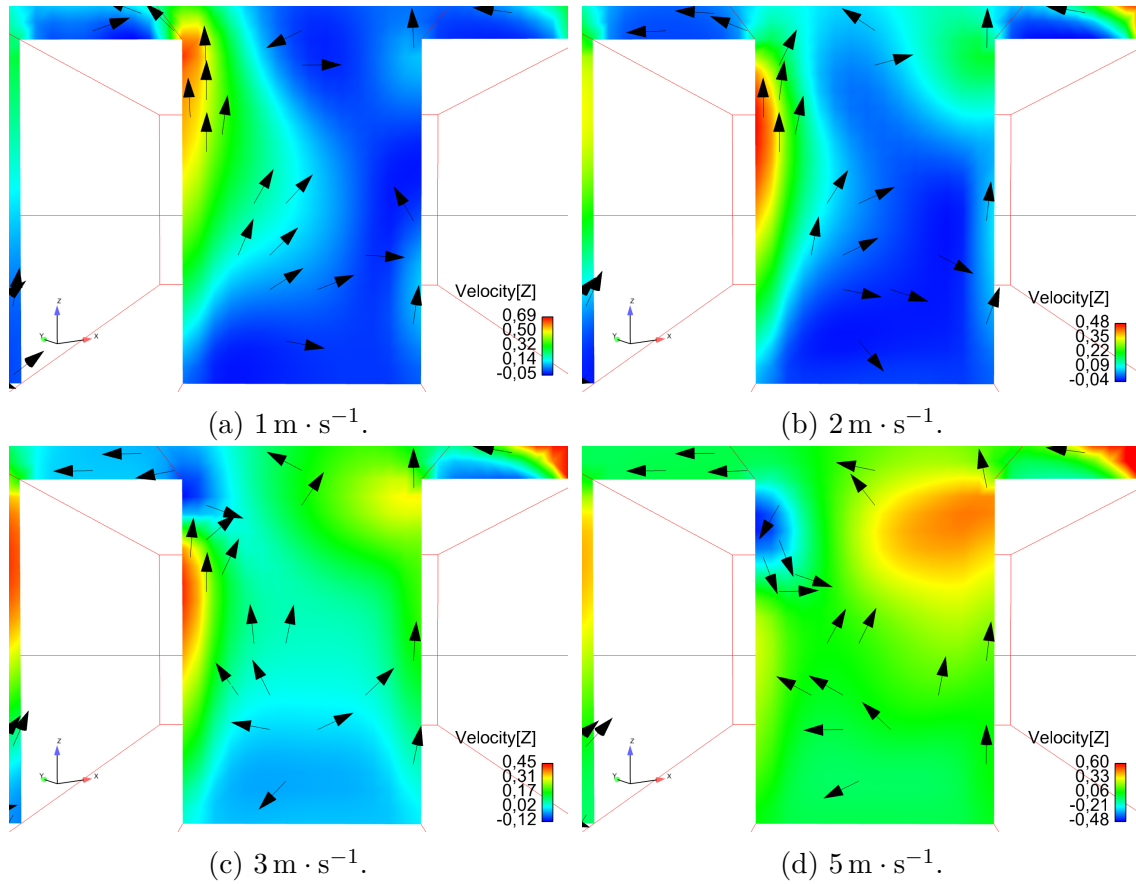 Velocity[Z]
0,69
0,50
0,32
0,14
-0,05
Z
Y
X
(a) 1 m · s⁻¹.
Velocity[Z]
0,48
0,35
0,22
0,09
-0,04
Z
Y
X
(b) 2 m · s⁻¹.
Velocity[Z]
0,45
0,31
0,17
0,02
-0,12
Z
Y
X
(c) 3 m · s⁻¹.
Velocity[Z]
0,60
0,33
0,06
-0,21
-0,48
Z
Y
X
(d) 5 m · s⁻¹.